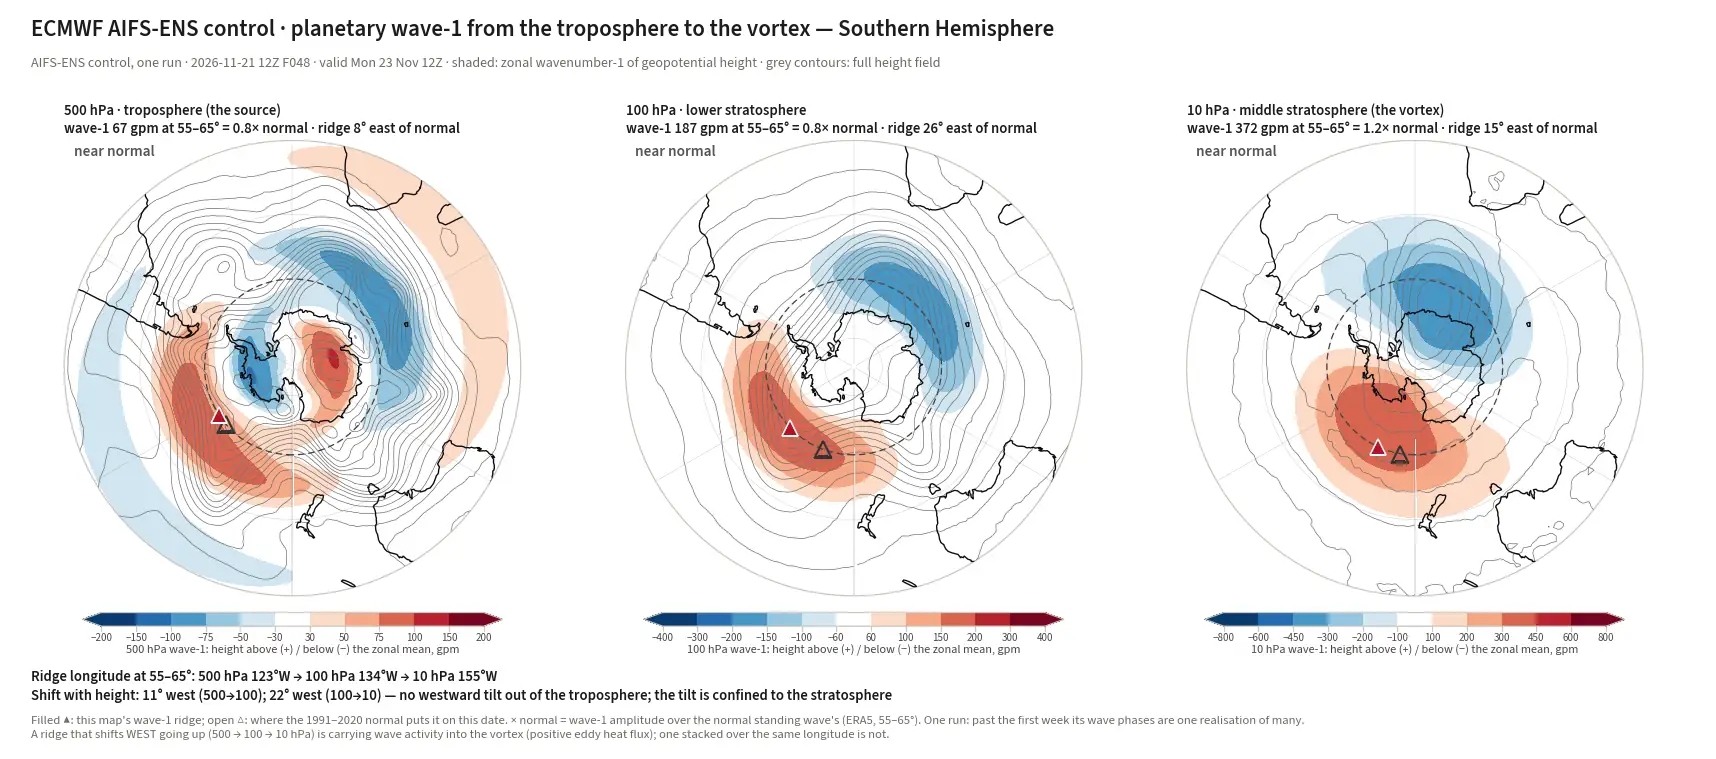 ECMWF AIFS-ENS control · planetary wave-1 from the troposphere to the vortex — Southern Hemisphere
AIFS-ENS control, one run · 2026-11-21 12Z F048 · valid Mon 23 Nov 12Z · shaded: zonal wavenumber-1 of geopotential height · grey contours: full height field
500 hPa · troposphere (the source)
wave-1 67 gpm at 55–65° = 0.8× normal · ridge 8° east of normal
near normal
100 hPa · lower stratosphere
wave-1 187 gpm at 55–65° = 0.8× normal · ridge 26° east of normal
near normal
10 hPa · middle stratosphere (the vortex)
wave-1 372 gpm at 55–65° = 1.2× normal · ridge 15° east of normal
near normal
−200 −150 −100 −75 −50 −30 30 50 75 100 150 200
500 hPa wave-1: height above (+) / below (−) the zonal mean, gpm
−400 −300 −200 −150 −100 −60 60 100 150 200 300 400
100 hPa wave-1: height above (+) / below (−) the zonal mean, gpm
−800 −600 −450 −300 −200 −100 100 200 300 450 600 800
10 hPa wave-1: height above (+) / below (−) the zonal mean, gpm
Ridge longitude at 55–65°: 500 hPa 123°W → 100 hPa 134°W → 10 hPa 155°W
Shift with height: 11° west (500→100); 22° west (100→10) — no westward tilt out of the troposphere; the tilt is confined to the stratosphere
Filled ▲: this map's wave-1 ridge; open △: where the 1991–2020 normal puts it on this date. × normal = wave-1 amplitude over the normal standing wave's (ERA5, 55–65°). One run: past the first week its wave phases are one realisation of many.
A ridge that shifts WEST going up (500 → 100 → 10 hPa) is carrying wave activity into the vortex (positive eddy heat flux); one stacked over the same longitude is not.